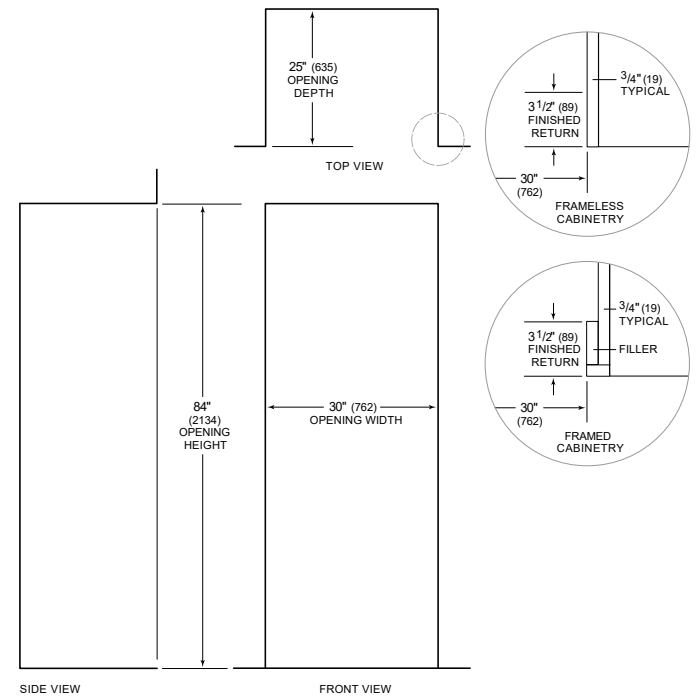 25" (635)
OPENING
DEPTH
TOP VIEW
3/4" (19)
TYPICAL
3 1/2" (89)
FINISHED
RETURN
30"
(762)
FRAMELESS
CABINETRY
3/4" (19)
TYPICAL
3 1/2" (89)
FINISHED
RETURN
FILLER
30"
(762)
FRAMED
CABINETRY
84"
(2134)
OPENING
HEIGHT
30" (762)
OPENING WIDTH
SIDE VIEW
FRONT VIEW